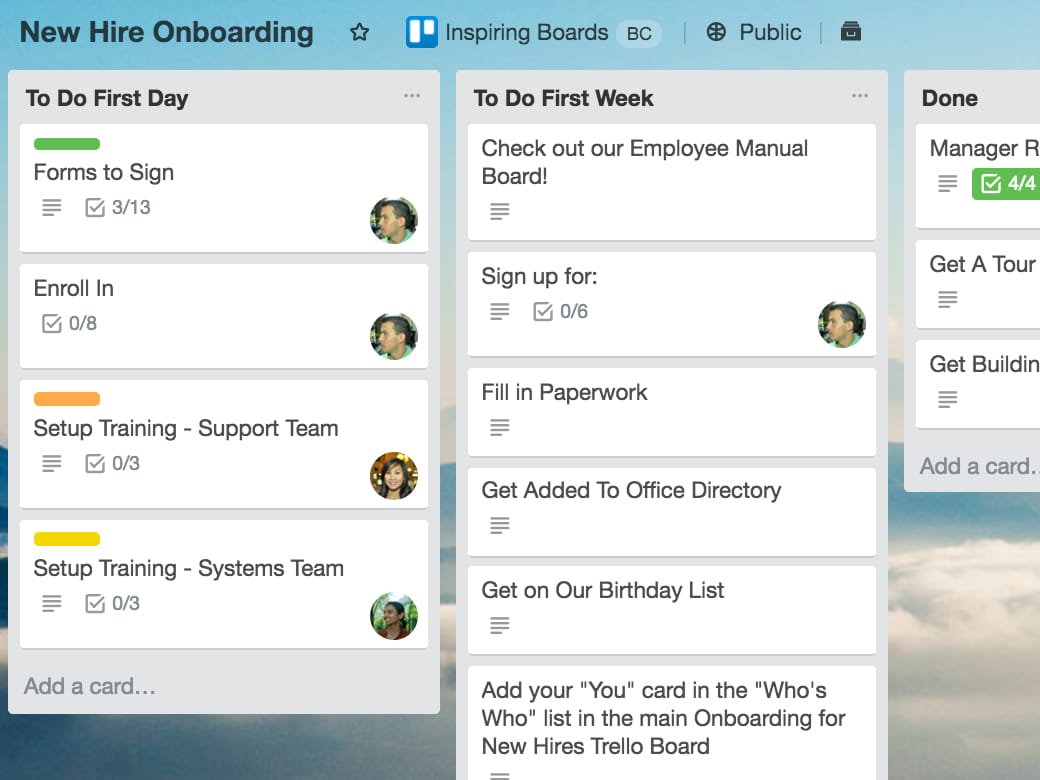 New Hire Onboarding
Inspiring Boards BC
Public
To Do First Day
Forms to Sign
3/13
Enroll In
0/8
Setup Training - Support Team
0/3
Setup Training - Systems Team
0/3
Add a card…
To Do First Week
Check out our Employee Manual
Board!
Sign up for:
0/6
Fill in Paperwork
Get Added To Office Directory
Get on Our Birthday List
Add your "You" card in the "Who's
Who" list in the main Onboarding for
New Hires Trello Board
Done
Manager
4/4
Get A Tour
Get
Add a card…